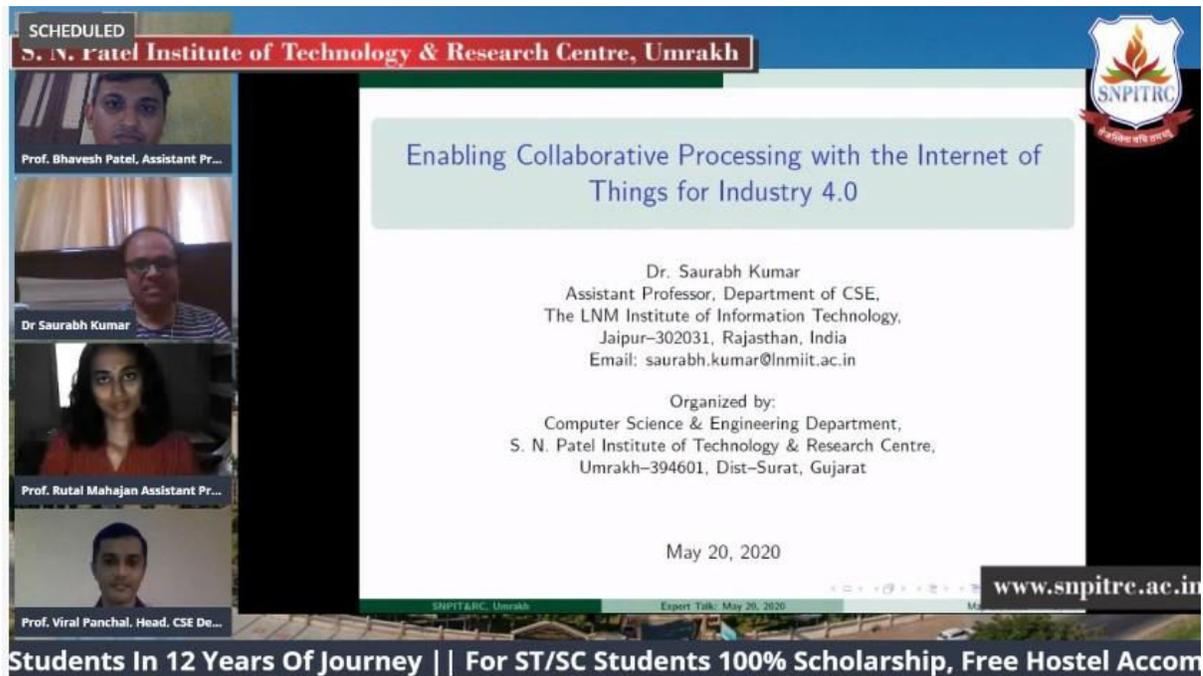 SCHEDULED
S. N. Patel Institute of Technology & Research Centre, Umrakh
SNPITRC
Prof. Bhavesh Patel, Assistant Pr...
Dr Saurabh Kumar
Prof. Rutal Mahajan Assistant Pr...
Prof. Viral Panchal, Head, CSE De...
Enabling Collaborative Processing with the Internet of
Things for Industry 4.0
Dr. Saurabh Kumar
Assistant Professor, Department of CSE,
The LNM Institute of Information Technology,
Jaipur–302031, Rajasthan, India
Email: saurabh.kumar@lnmiit.ac.in
Organized by:
Computer Science & Engineering Department,
S. N. Patel Institute of Technology & Research Centre,
Umrakh–394601, Dist–Surat, Gujarat
May 20, 2020
www.snpitrc.ac.in
SNPIT&RC, Umrakh
Expert Talk: May 20, 2020
Ma
Students In 12 Years Of Journey || For ST/SC Students 100% Scholarship, Free Hostel Accom